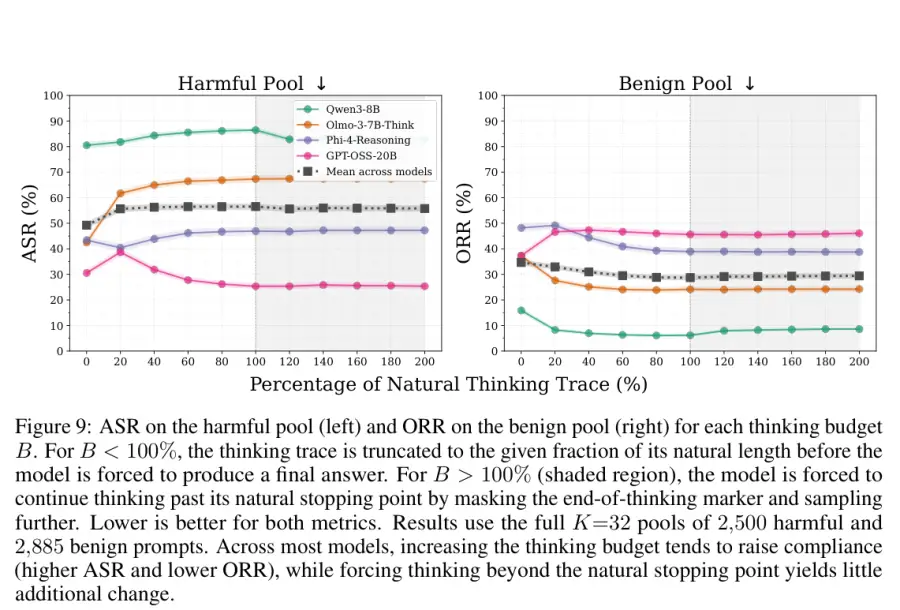 Harmful Pool ↓
Benign Pool ↓
ASR (%)
100
90
80
70
60
50
40
30
20
10
0
Qwen3-8B
Olmo-3-7B-Think
Phi-4-Reasoning
GPT-OSS-20B
Mean across models
0 20 40 60 80 100 120 140 160 180 200
ORR (%)
100
90
80
70
60
50
40
30
20
10
0
0 20 40 60 80 100 120 140 160 180 200
Percentage of Natural Thinking Trace (%)
Figure 9: ASR on the harmful pool (left) and ORR on the benign pool (right) for each thinking budget
B. For B < 100%, the thinking trace is truncated to the given fraction of its natural length before the
model is forced to produce a final answer. For B > 100% (shaded region), the model is forced to
continue thinking past its natural stopping point by masking the end-of-thinking marker and sampling
further. Lower is better for both metrics. Results use the full K=32 pools of 2,500 harmful and
2,885 benign prompts. Across most models, increasing the thinking budget tends to raise compliance
(higher ASR and lower ORR), while forcing thinking beyond the natural stopping point yields little
additional change.